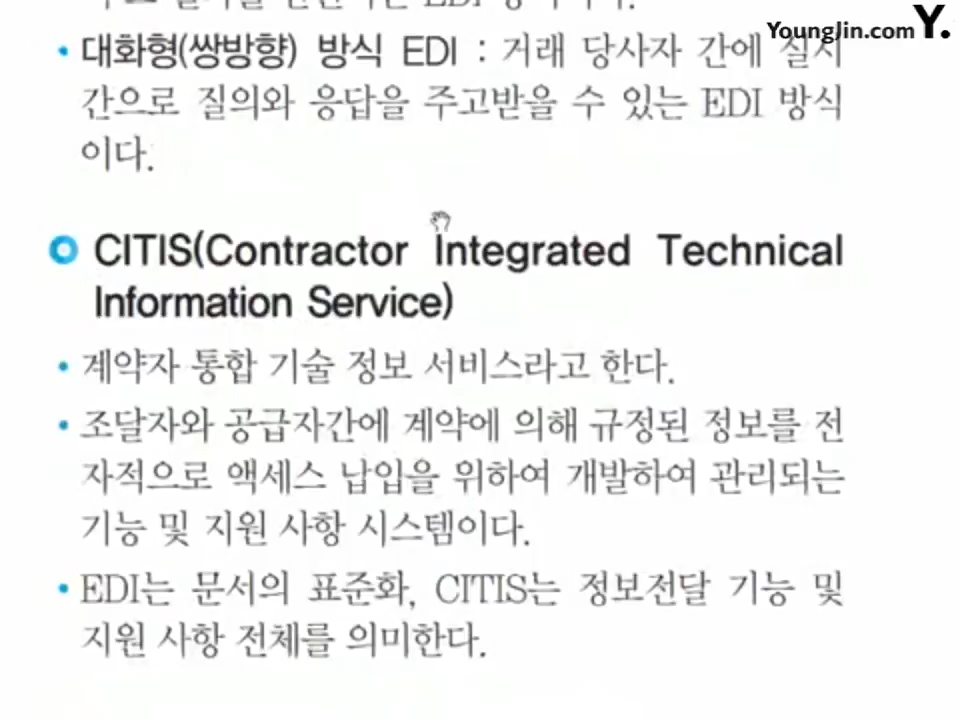 YoungJin.com Y.
• 대화형(쌍방향) 방식 EDI : 거래 당사자 간에 실시
간으로 질의와 응답을 주고받을 수 있는 EDI 방식
이다.
CITIS(Contractor Integrated Technical
Information Service)
• 계약자 통합 기술 정보 서비스라고 한다.
• 조달자와 공급자간에 계약에 의해 규정된 정보를 전
자적으로 액세스 납입을 위하여 개발하여 관리되는
기능 및 지원 사항 시스템이다.
• EDI는 문서의 표준화, CITIS는 정보전달 기능 및
지원 사항 전체를 의미한다.